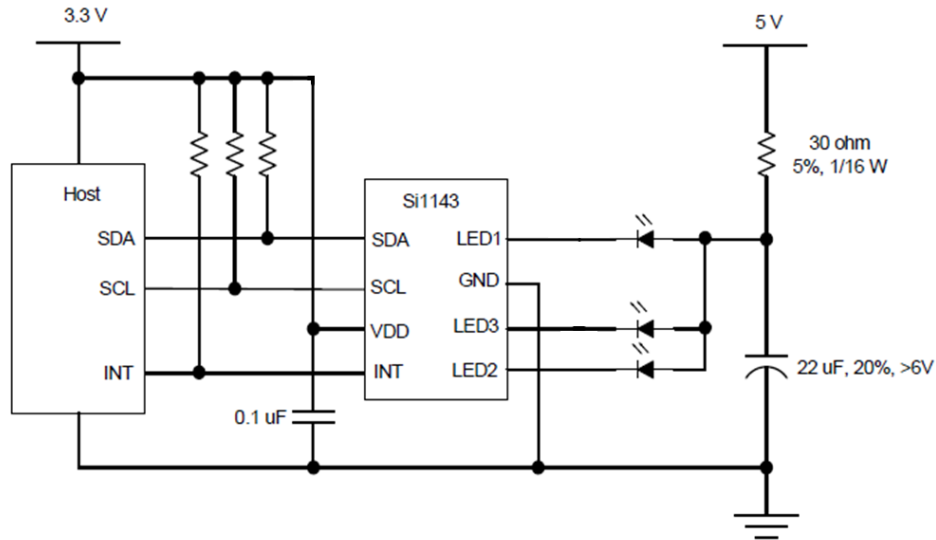 3.3 V
5 V
30 ohm
5%, 1/16 W
Host
SDA
SCL
INT
Si1143
SDA
SCL
VDD
INT
LED1
GND
LED3
LED2
0.1 uF
22 uF, 20%, >6V